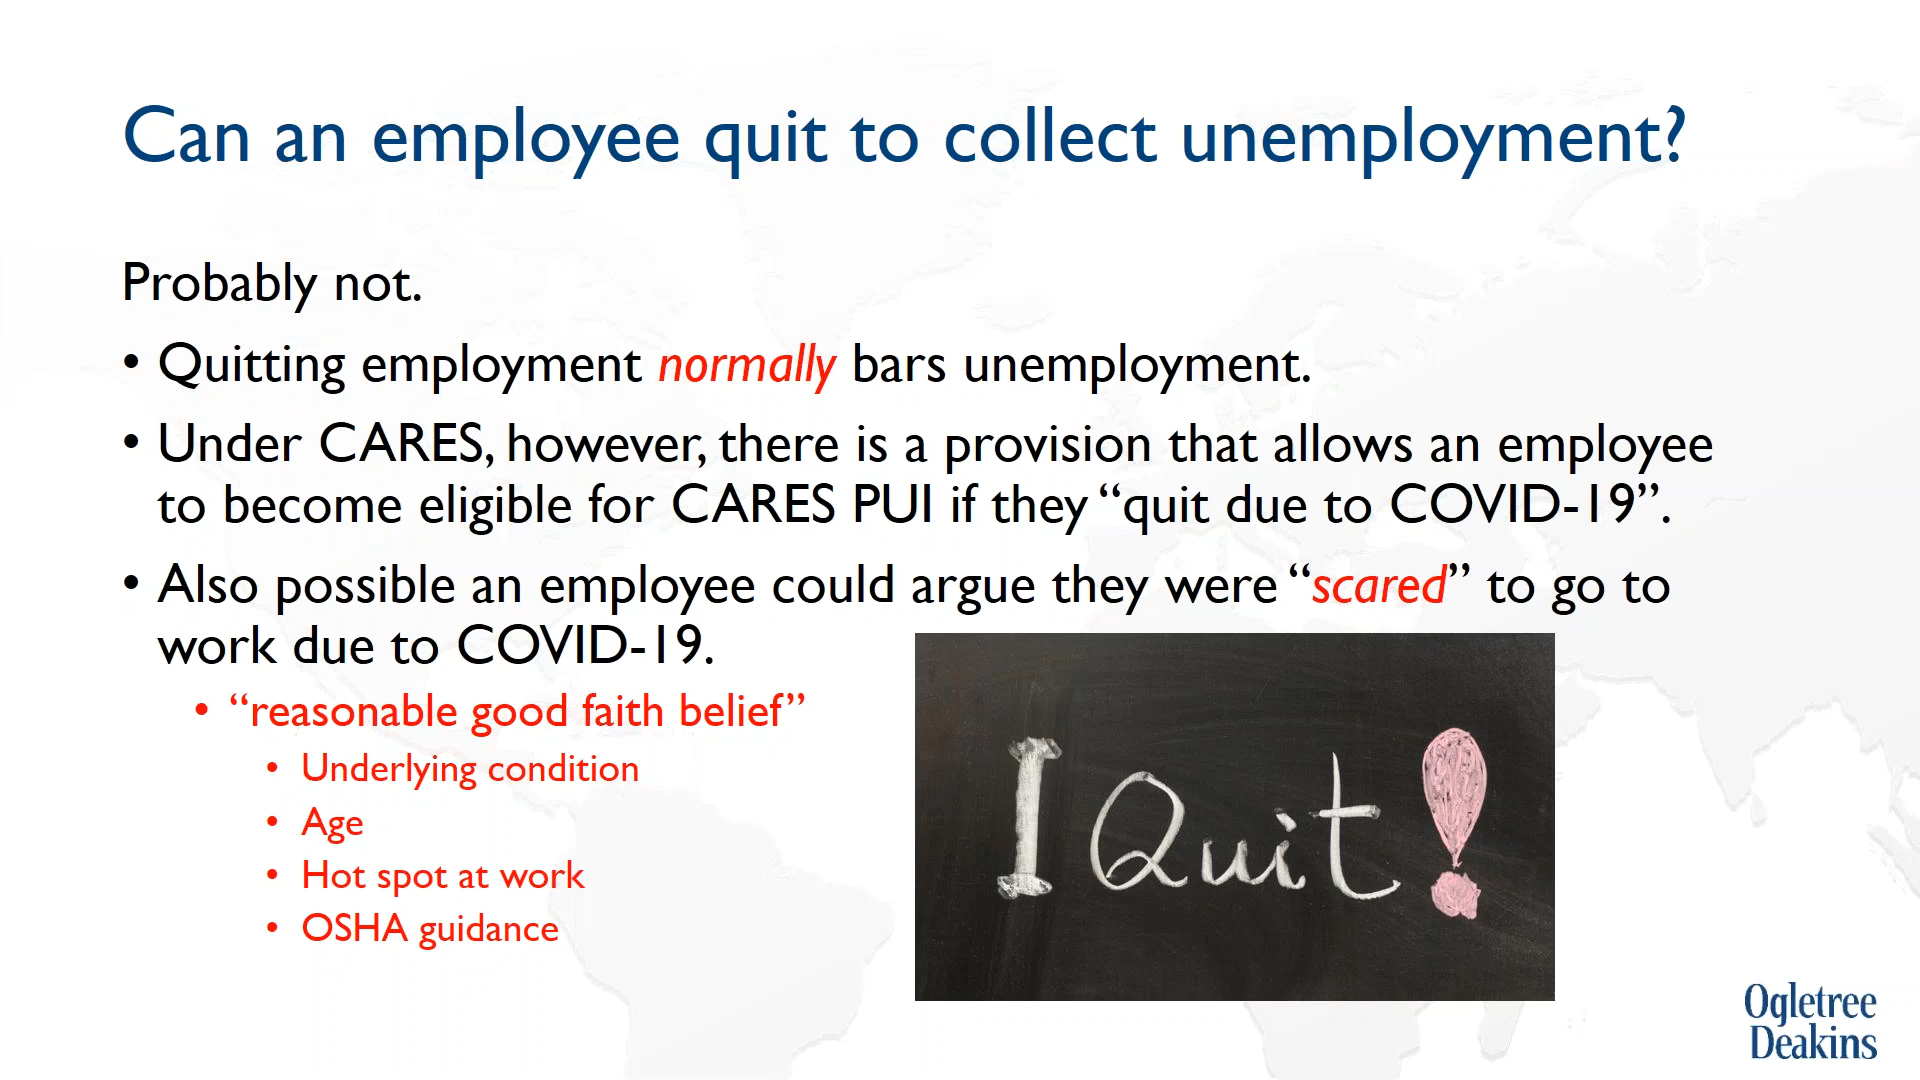 Can an employee quit to collect unemployment?
Probably not.
• Quitting employment normally bars unemployment.
• Under CARES, however, there is a provision that allows an employee
to become eligible for CARES PUI if they “quit due to COVID-19”.
• Also possible an employee could argue they were “scared” to go to
work due to COVID-19.
• “reasonable good faith belief”
• Underlying condition
• Age
• Hot spot at work
• OSHA guidance
I Quit!
Ogletree
Deakins